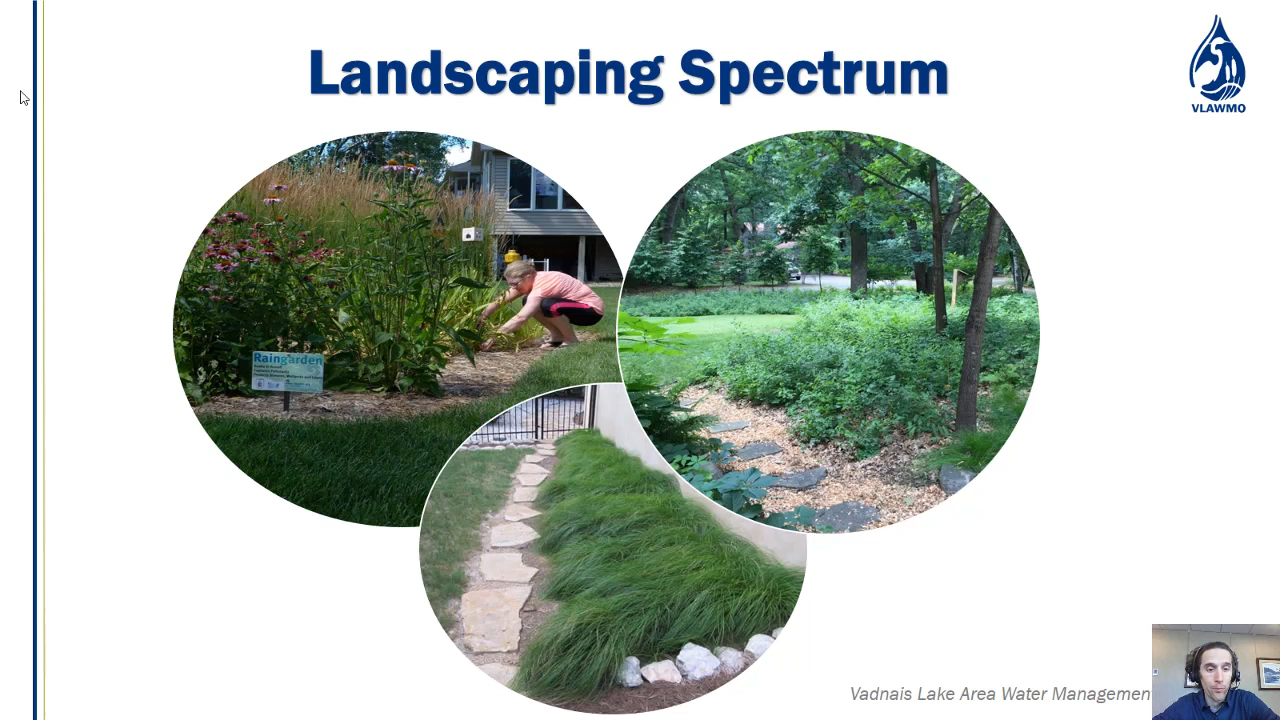 Landscaping Spectrum
VLAWMO
Raingarden
Vadnais Lake Area Water Managemen